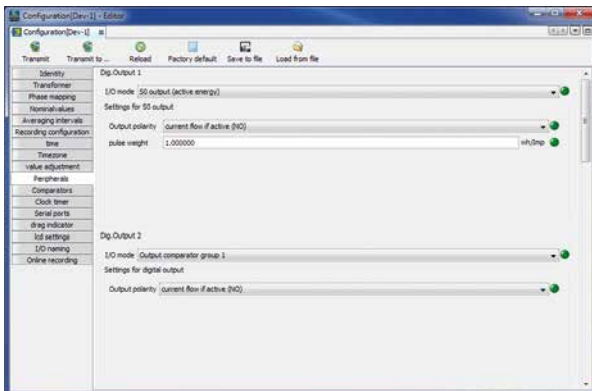 Configuration[Dev-1] - Editor
Configuration[Dev-1]
Transmit Transmit to ... Reload Factory default Save to file Load from file
Identity
Transformer
Phase mapping
Nominalvalues
Averaging intervals
Recording configuration
time
Timezone
value adjustment
Peripherals
Comparators
Clock timer
Serial ports
drag indicator
lcd settings
I/O naming
Online recording
Dig.Output 1
I/O mode S0 output (active energy)
Settings for S0 output
Output polarity current flow if active (NO)
pulse weight 1.000000 wh/Imp
Dig.Output 2
I/O mode Output comparator group 1
Settings for digital output
Output polarity current flow if active (NO)